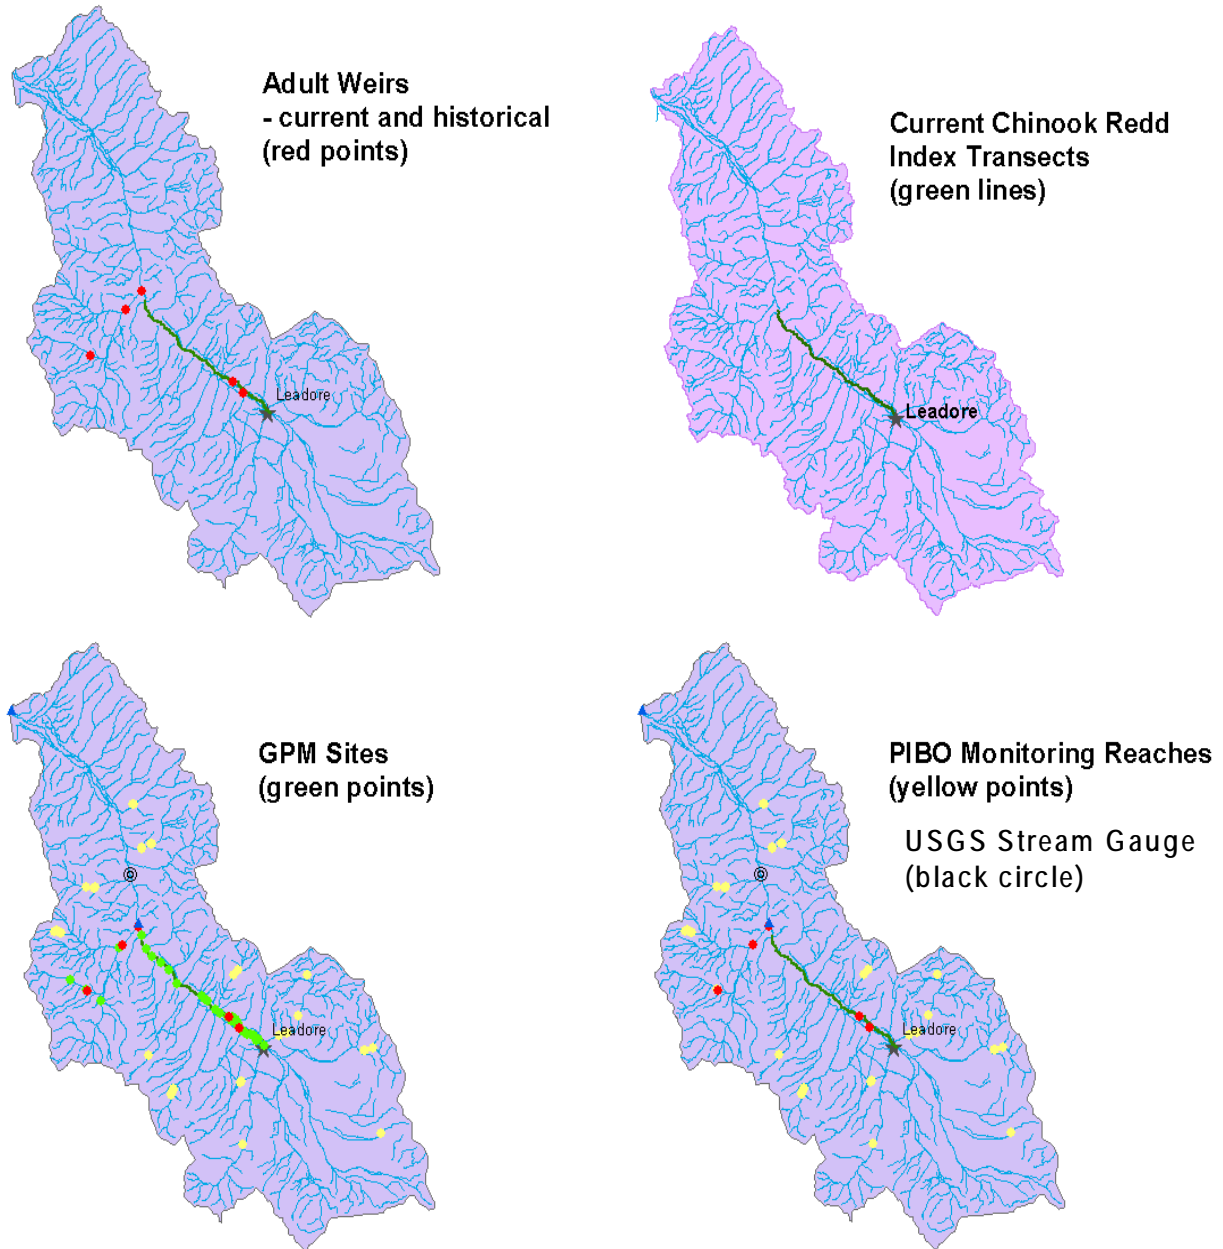 Adult Weirs
- current and historical
(red points)
Leadore
Current Chinook Redd
Index Transects
(green lines)
Leadore
GPM Sites
(green points)
Leadore
PIBO Monitoring Reaches
(yellow points)
USGS Stream Gauge
(black circle)
Leadore